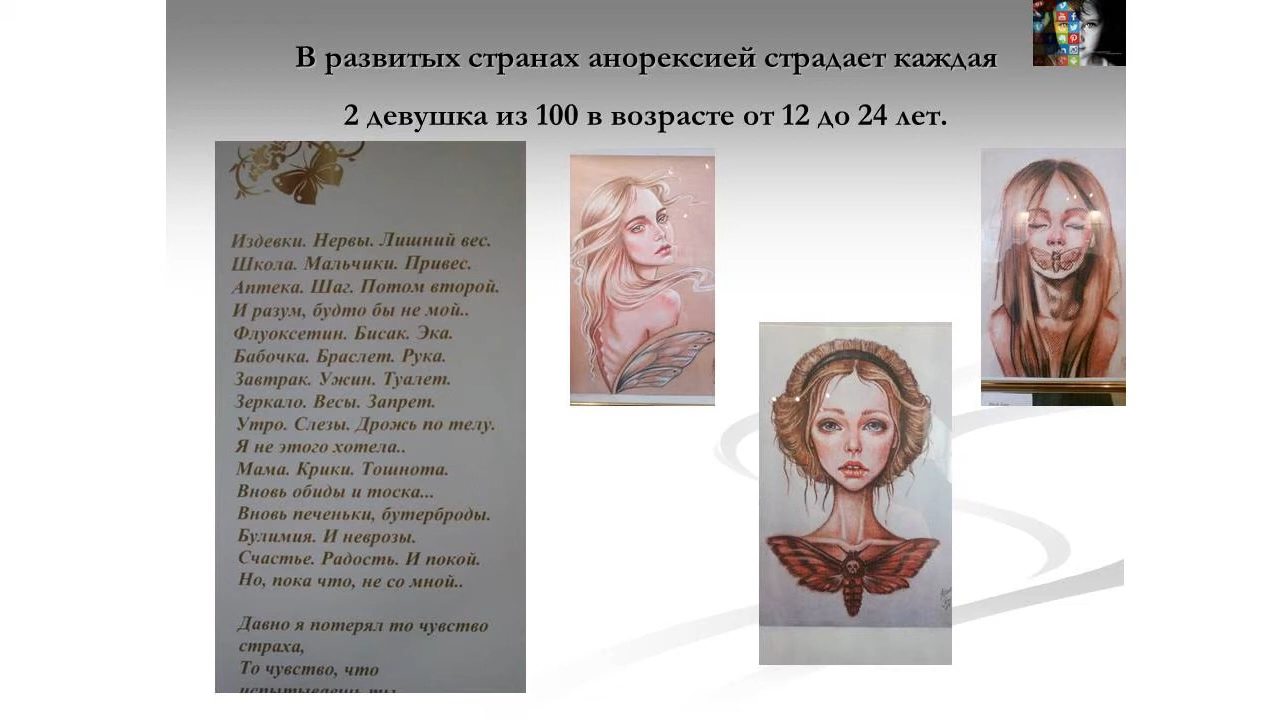 В развитых странах анорексией страдает каждая
2 девушка из 100 в возрасте от 12 до 24 лет.
Издевки. Нервы. Лишний вес.
Школа. Мальчики. Привес.
Аптека. Шаг. Потом второй.
И разум, будто бы не мой..
Флуоксетин. Бисак. Эка.
Бабочка. Браслет. Рука.
Завтрак. Ужин. Туалет.
Зеркало. Весы. Запрет.
Утро. Слезы. Дрожь по телу.
Я не этого хотела..
Мама. Крики. Тошнота.
Вновь обиды и тоска...
Вновь печеньки, бутерброды.
Булимия. И неврозы.
Счастье. Радость. И покой.
Но, пока что, не со мной..
Давно я потерял то чувство
страха,
То чувство, что
испытываешь ты